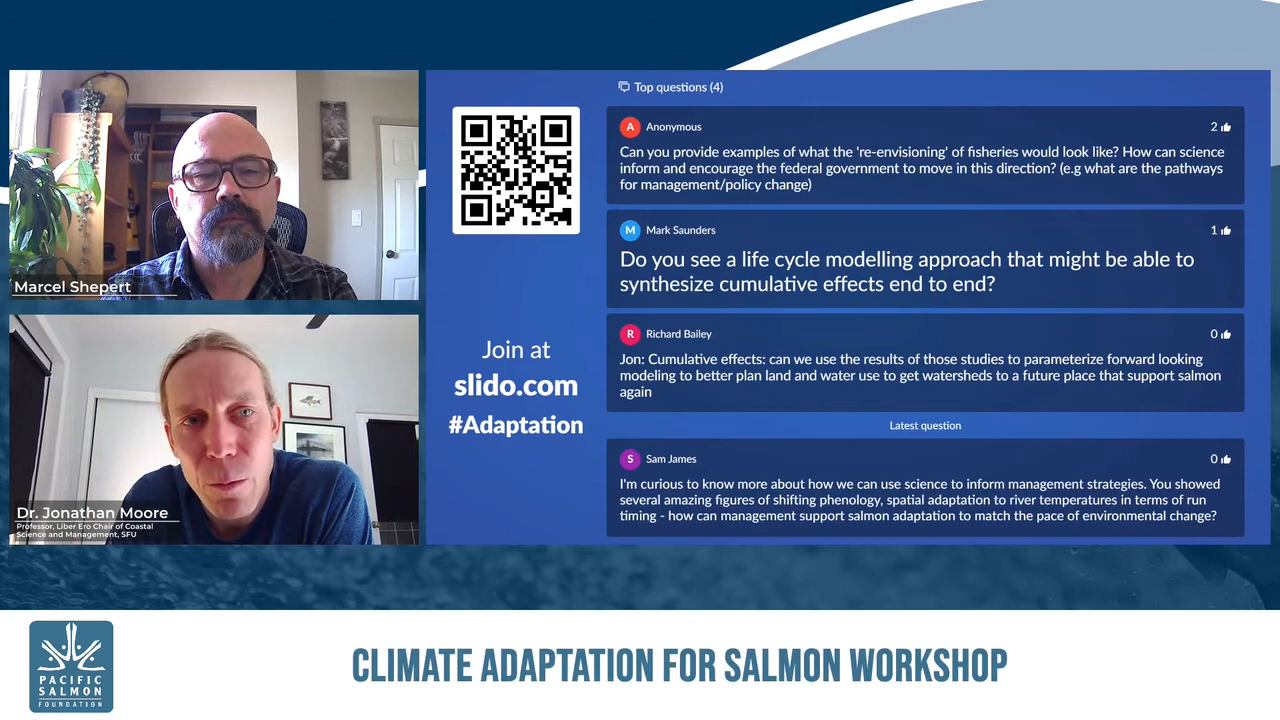 Marcel Shepert
Dr. Jonathan Moore
Professor, Liber Ero Chair of Coastal
Science and Management, SFU
Join at
slido.com
#Adaptation
Top questions (4)
A Anonymous 2
Can you provide examples of what the 're-envisioning' of fisheries would look like? How can science
inform and encourage the federal government to move in this direction? (e.g what are the pathways
for management/policy change)
M Mark Saunders 1
Do you see a life cycle modelling approach that might be able to
synthesize cumulative effects end to end?
R Richard Bailey 0
Jon: Cumulative effects: can we use the results of those studies to parameterize forward looking
modeling to better plan land and water use to get watersheds to a future place that support salmon
again
Latest question
S Sam James 0
I'm curious to know more about how we can use science to inform management strategies. You showed
several amazing figures of shifting phenology, spatial adaptation to river temperatures in terms of run
timing - how can management support salmon adaptation to match the pace of environmental change?
PACIFIC
SALMON
FOUNDATION
CLIMATE ADAPTATION FOR SALMON WORKSHOP